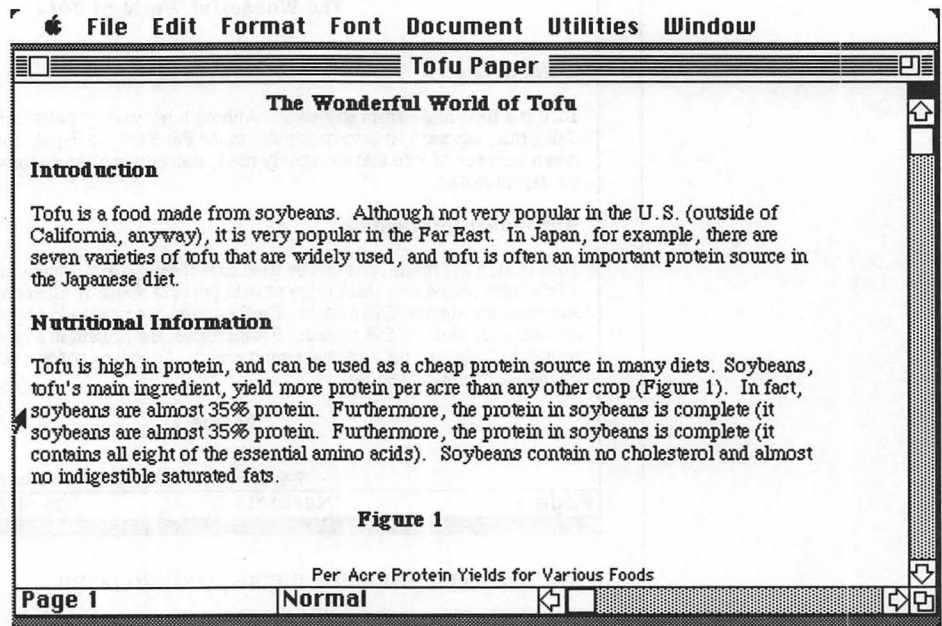 File Edit Format Font Document Utilities Window
Tofu Paper
The Wonderful World of Tofu
Introduction
Tofu is a food made from soybeans. Although not very popular in the U.S. (outside of
California, anyway), it is very popular in the Far East. In Japan, for example, there are
seven varieties of tofu that are widely used, and tofu is often an important protein source in
the Japanese diet.
Nutritional Information
Tofu is high in protein, and can be used as a cheap protein source in many diets. Soybeans,
tofu's main ingredient, yield more protein per acre than any other crop (Figure 1). In fact,
soybeans are almost 35% protein. Furthermore, the protein in soybeans is complete (it
soybeans are almost 35% protein. Furthermore, the protein in soybeans is complete (it
contains all eight of the essential amino acids). Soybeans contain no cholesterol and almost
no indigestible saturated fats.
Figure 1
Per Acre Protein Yields for Various Foods
Page 1 Normal